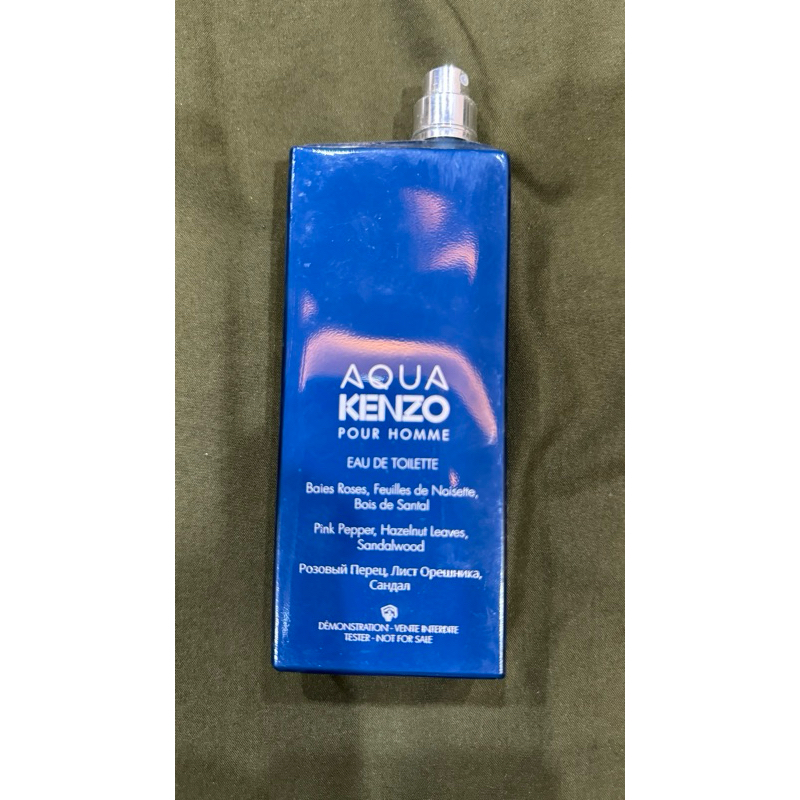 AQUA
KENZO
POUR HOMME
EAU DE TOILETTE
Baies Roses, Feuilles de Noisette,
Bois de Santal
Pink Pepper, Hazelnut Leaves,
Sandalwood
Розовый Перец, Лист Орешника,
Сандал
DÉMONSTRATION - VENTE INTERDITE
TESTER - NOT FOR SALE